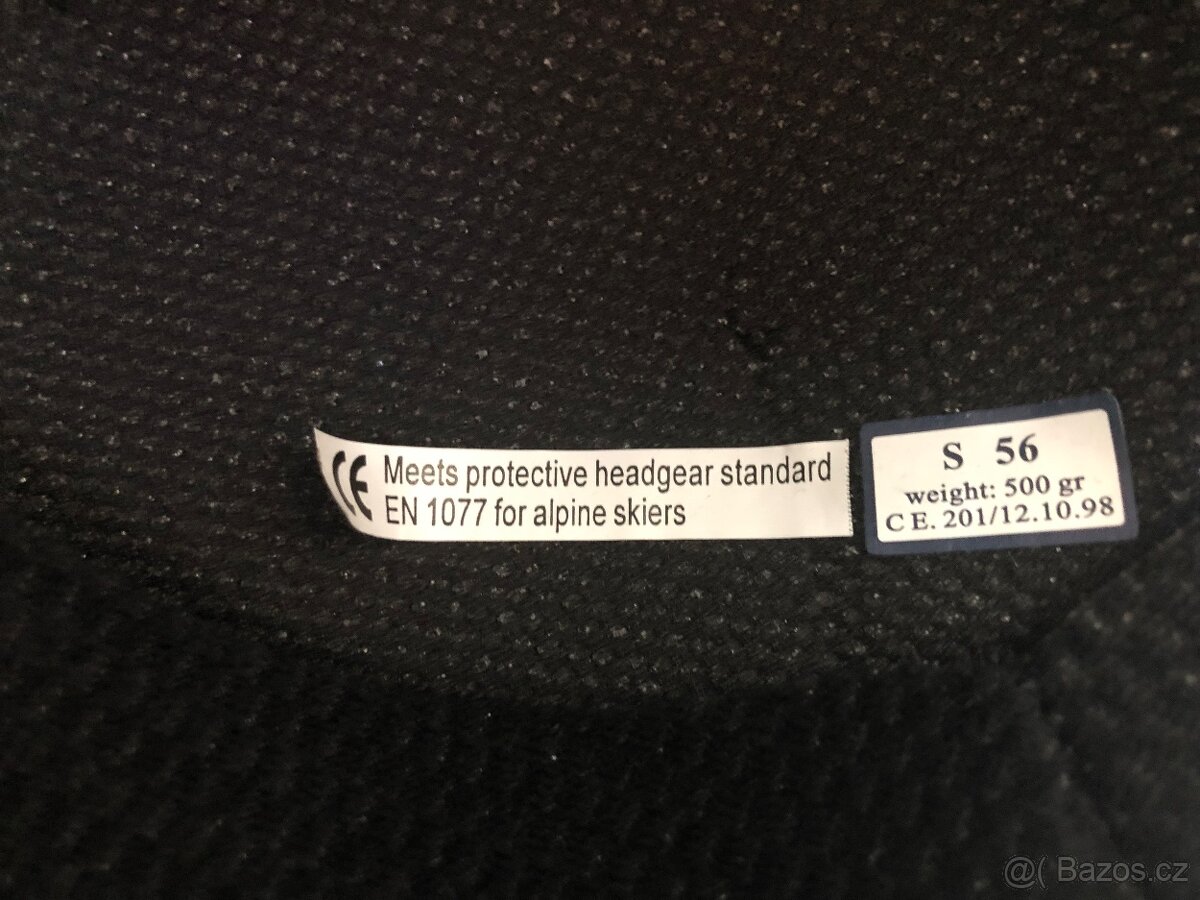 CE Meets protective headgear standard
EN 1077 for alpine skiers
S 56
weight: 500 gr
C E. 201/12.10.98
@( Bazos.cz